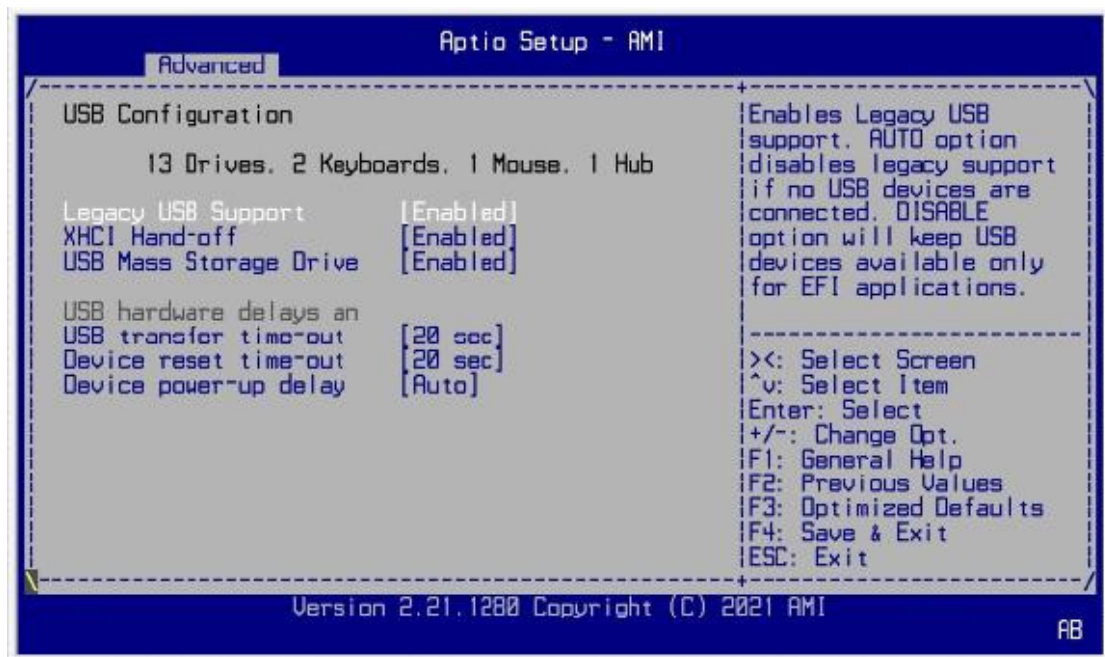 Aptio Setup - AMI
Advanced
USB Configuration
13 Drives, 2 Keyboards, 1 Mouse, 1 Hub
Legacy USB Support [Enabled]
XHCI Hand-off [Enabled]
USB Mass Storage Drive [Enabled]
USB hardware delays an
USB transfer time-out [20 sec]
Device reset time-out [20 sec]
Device power-up delay [Auto]
Enables Legacy USB
support. AUTO option
disables legacy support
if no USB devices are
connected. DISABLE
option will keep USB
devices available only
for EFI applications.
><: Select Screen
^v: Select Item
Enter: Select
+/-: Change Opt.
F1: General Help
F2: Previous Values
F3: Optimized Defaults
F4: Save & Exit
ESC: Exit
Version 2.21.1280 Copyright (C) 2021 AMI
AB